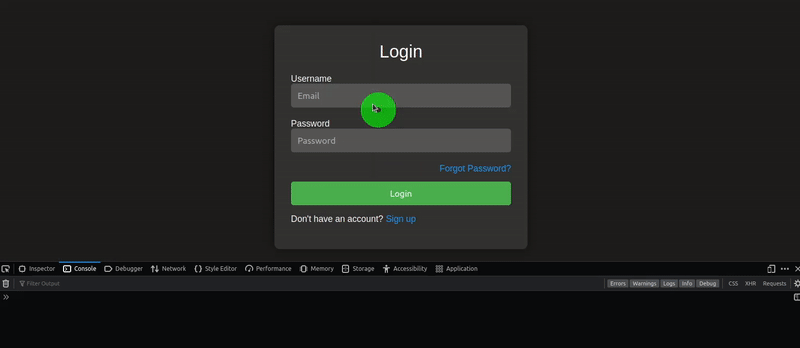 Login
Username
Email
Password
Password
Forgot Password?
Login
Don't have an account? Sign up
Inspector Console Debugger Network Style Editor Performance Memory Storage Accessibility Application
Filter Output Errors Warnings Logs Info Debug CSS XHR Requests